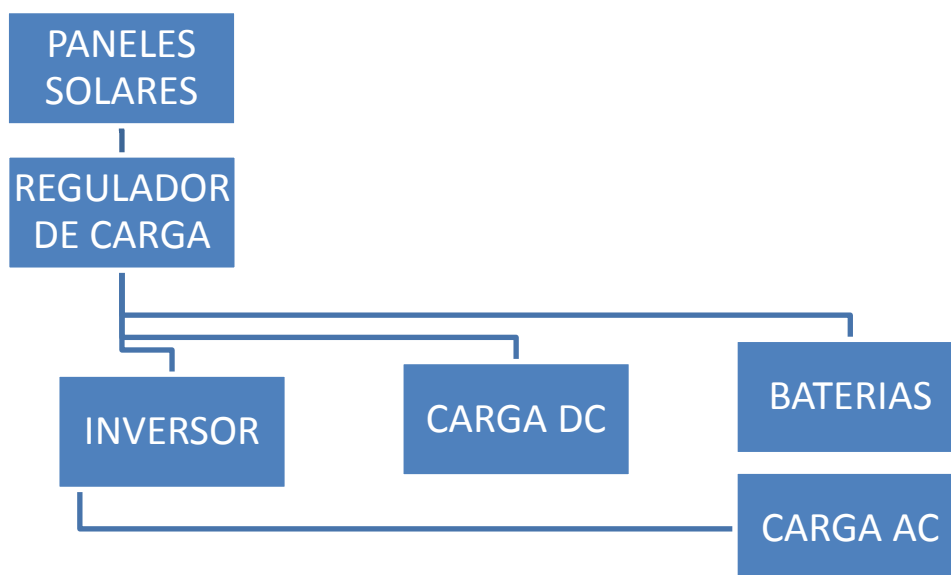 PANELES
SOLARES
REGULADOR
DE CARGA
INVERSOR
CARGA DC
BATERIAS
CARGA AC